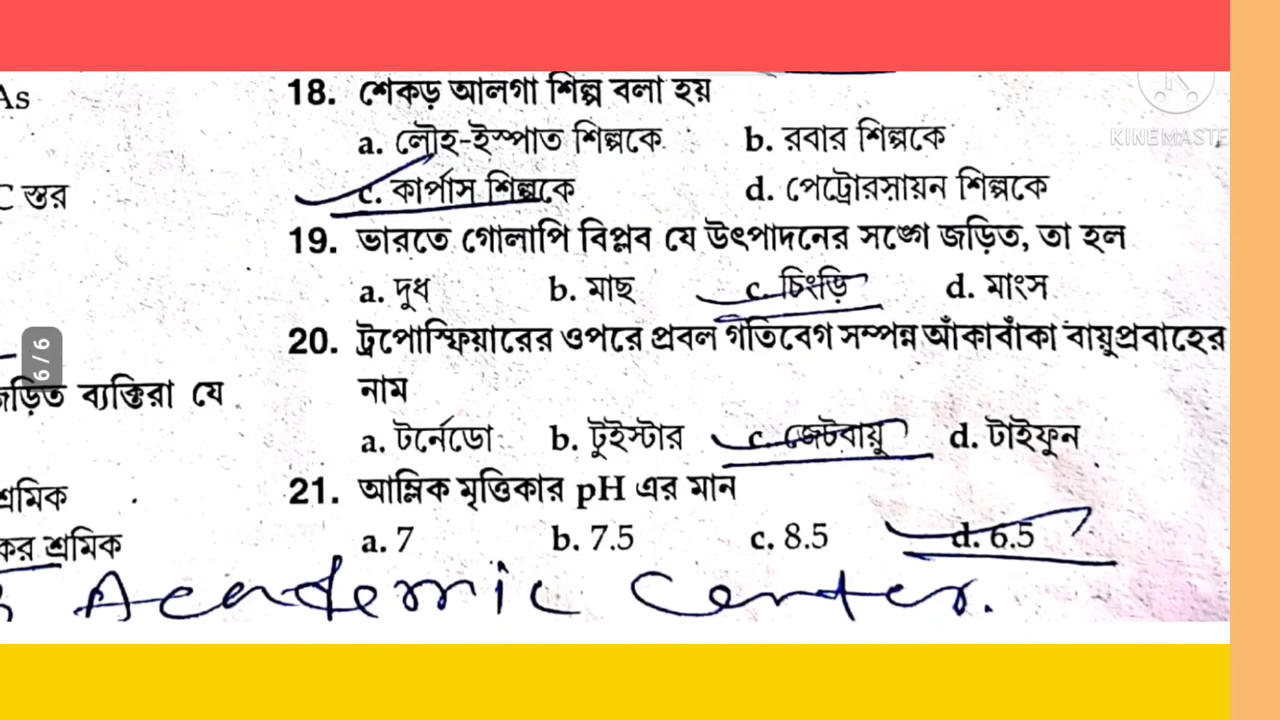 As
C স্তর
জড়িত ব্যক্তিরা যে
শ্রমিক
কর শ্রমিক
6/6
18. শেকড় আলগা শিল্প বলা হয়
a. লৌহ-ইস্পাত শিল্পকে b. রবার শিল্পকে
c. কার্পাস শিল্পকে d. পেট্রোরসায়ন শিল্পকে
19. ভারতে গোলাপি বিপ্লব যে উৎপাদনের সঙ্গে জড়িত, তা হল
a. দুধ b. মাছ c. চিংড়ি d. মাংস
20. ট্রপোস্ফিয়ারের ওপরে প্রবল গতিবেগ সম্পন্ন আঁকাবাঁকা বায়ুপ্রবাহের
নাম
a. টর্নেডো b. টুইস্টার c. জেটবায়ু d. টাইফুন
21. আম্লিক মৃত্তিকার pH এর মান
a. 7 b. 7.5 c. 8.5 d. 6.5
Academic Center.
KINEMASTE